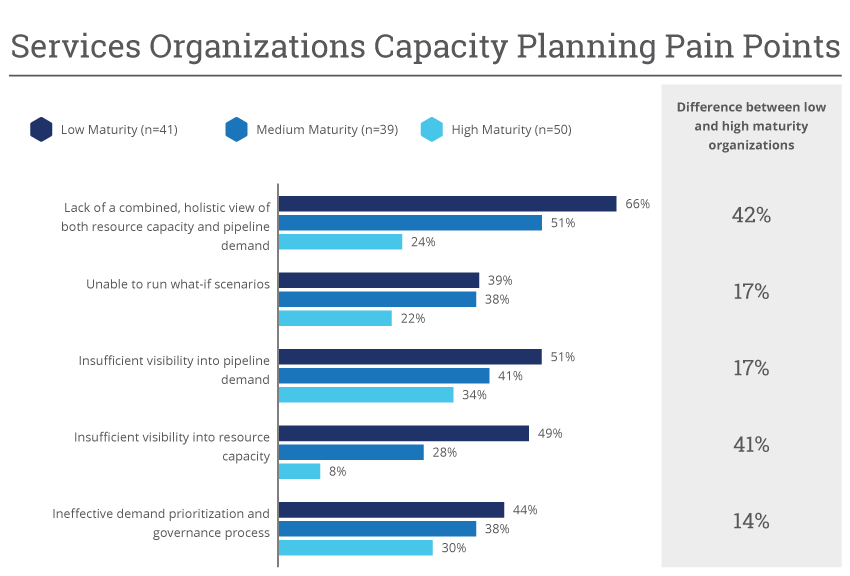 Services Organizations Capacity Planning Pain Points
Low Maturity (n=41)
Medium Maturity (n=39)
High Maturity (n=50)
Difference between low
and high maturity
organizations
Lack of a combined, holistic view of
both resource capacity and pipeline
demand
66%
51%
24%
42%
Unable to run what-if scenarios
39%
38%
22%
17%
Insufficient visibility into pipeline
demand
51%
41%
34%
17%
Insufficient visibility into resource
capacity
49%
28%
8%
41%
Ineffective demand prioritization and
governance process
44%
38%
30%
14%